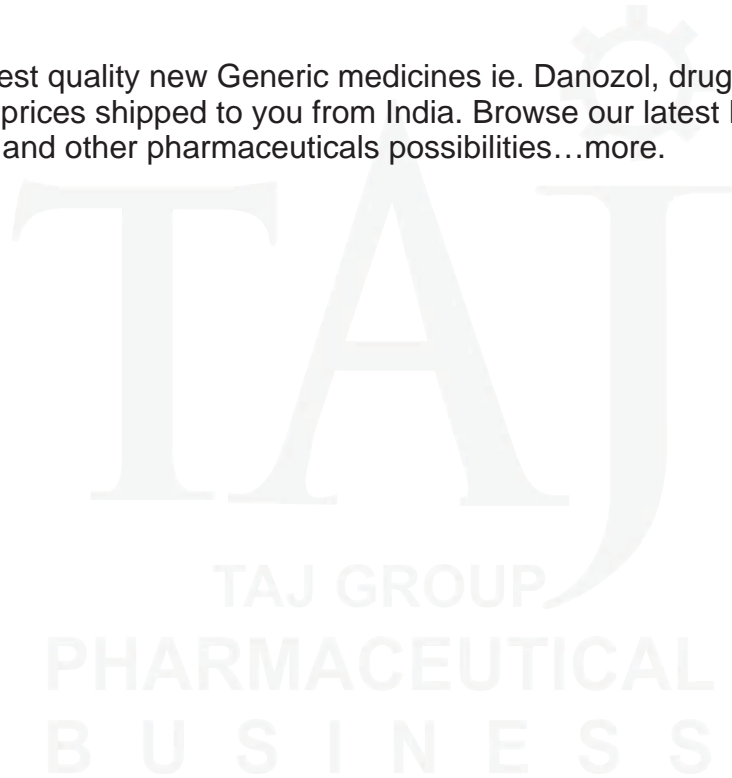 est quality new Generic medicines ie. Danozol, drug
prices shipped to you from India. Browse our latest
and other pharmaceuticals possibilities…more.
TAJ
TAJ GROUP
PHARMACEUTICAL
BUSINESS